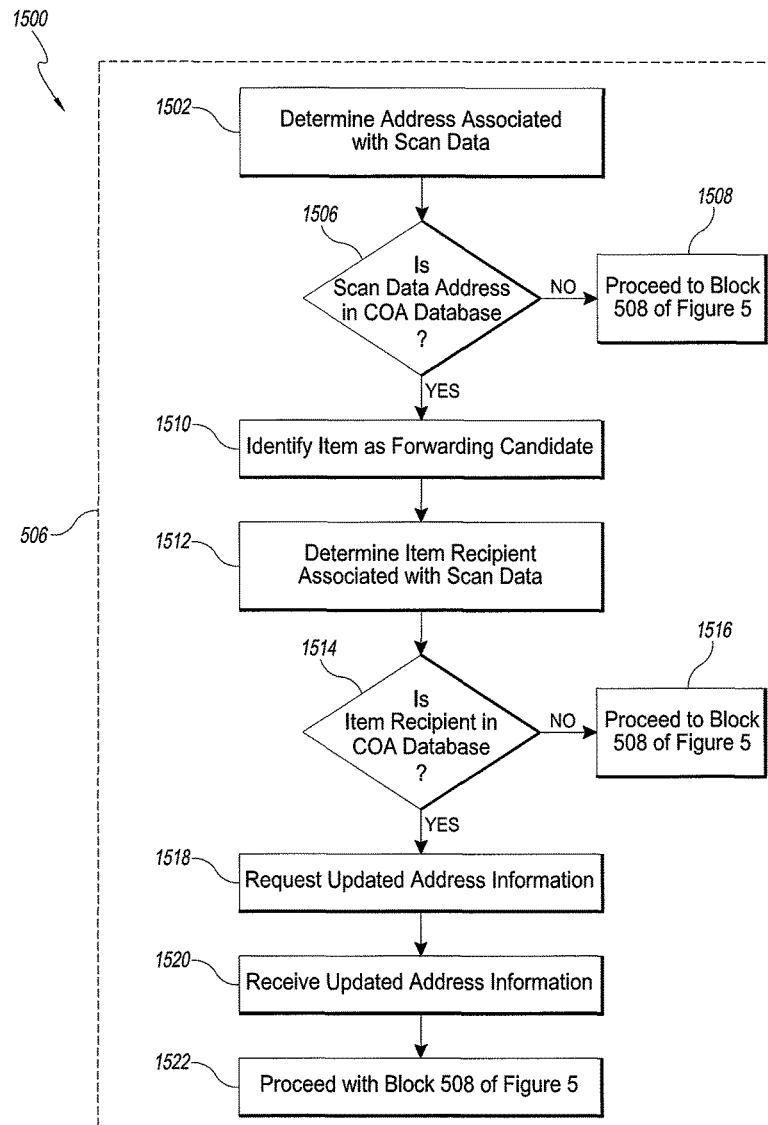 1500
1502
Determine Address Associated
with Scan Data
1506
Is
Scan Data Address
in COA Database
?
NO
1508
Proceed to Block
508 of Figure 5
YES
1510
Identify Item as Forwarding Candidate
506
1512
Determine Item Recipient
Associated with Scan Data
1514
Is
Item Recipient in
COA Database
?
NO
1516
Proceed to Block
508 of Figure 5
YES
1518
Request Updated Address Information
1520
Receive Updated Address Information
1522
Proceed with Block 508 of Figure 5